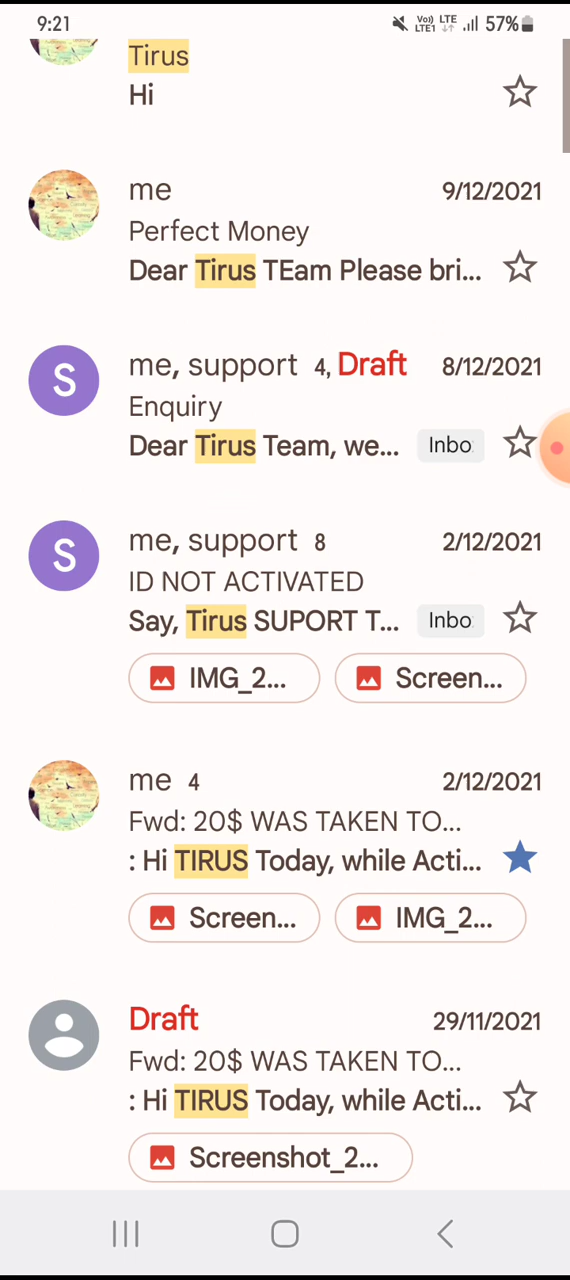 9:21
Vo)) LTE 57%
LTE1
Tirus
Hi
me 9/12/2021
Perfect Money
Dear Tirus TEam Please bri...
S
me, support 4, Draft 8/12/2021
Enquiry
Dear Tirus Team, we... Inbo
S
me, support 8 2/12/2021
ID NOT ACTIVATED
Say, Tirus SUPORT T... Inbo
IMG_2... Screen...
me 4 2/12/2021
Fwd: 20$ WAS TAKEN TO...
: Hi TIRUS Today, while Acti...
Screen... IMG_2...
Draft 29/11/2021
Fwd: 20$ WAS TAKEN TO...
: Hi TIRUS Today, while Acti...
Screenshot_2...